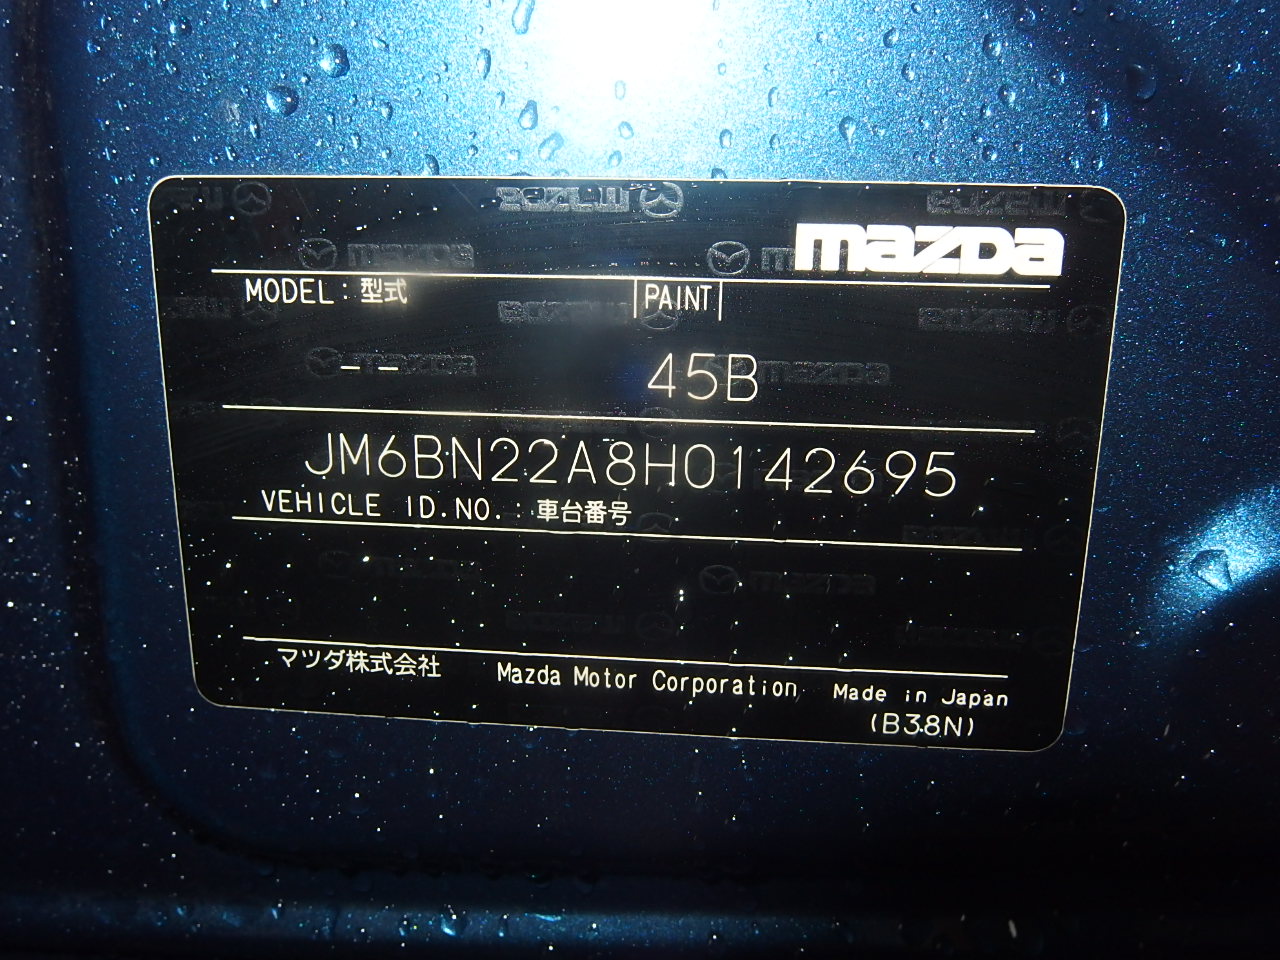 mazda
MODEL : 型式 PAINT
-- 45B
JM6BN22A8H0142695
VEHICLE ID.NO. : 車台番号
マツダ株式会社 Mazda Motor Corporation Made in Japan
(B38N)